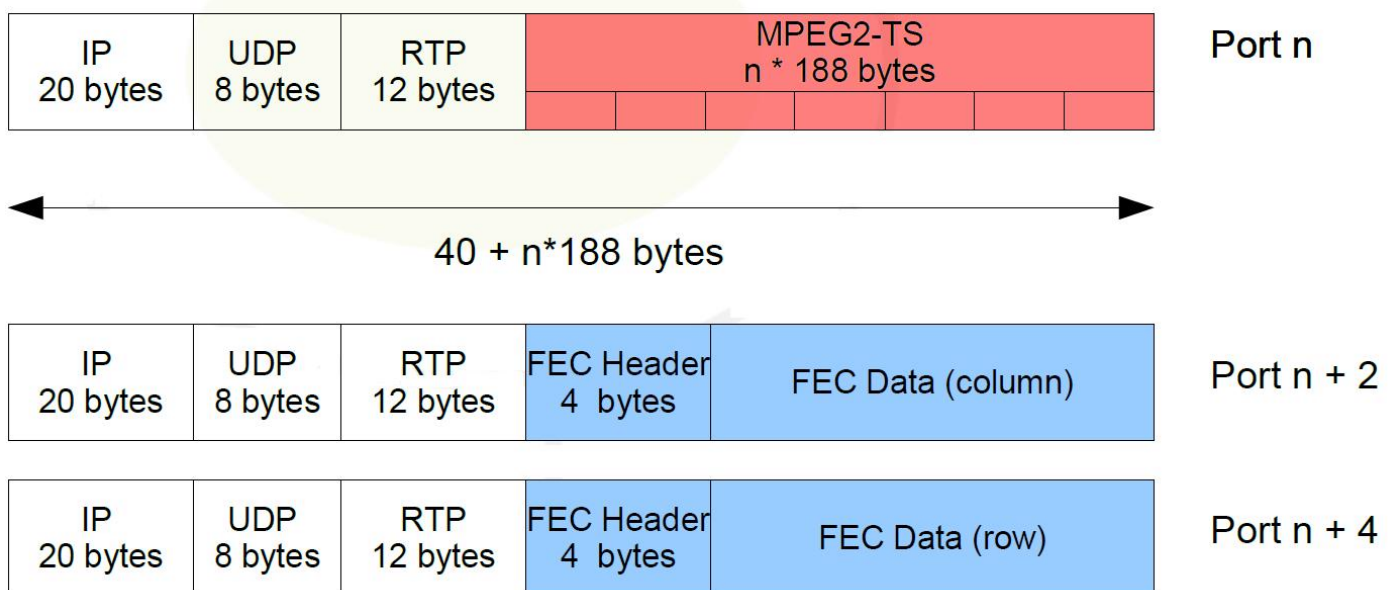 IP
20 bytes
UDP
8 bytes
RTP
12 bytes
MPEG2-TS
n * 188 bytes
Port n
40 + n*188 bytes
IP
20 bytes
UDP
8 bytes
RTP
12 bytes
FEC Header
4 bytes
FEC Data (column)
Port n + 2
IP
20 bytes
UDP
8 bytes
RTP
12 bytes
FEC Header
4 bytes
FEC Data (row)
Port n + 4